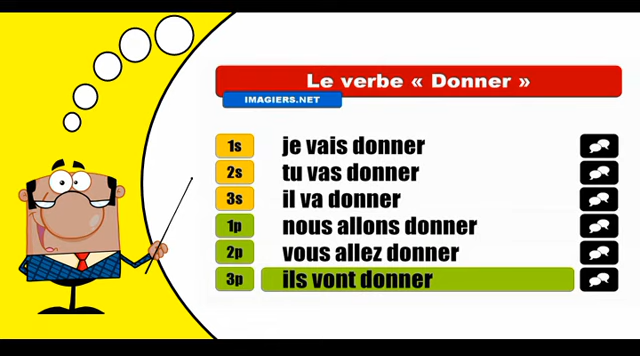 Le verbe « Donner »
IMAGIERS.NET
1s je vais donner
2s tu vas donner
3s il va donner
1p nous allons donner
2p vous allez donner
3p ils vont donner